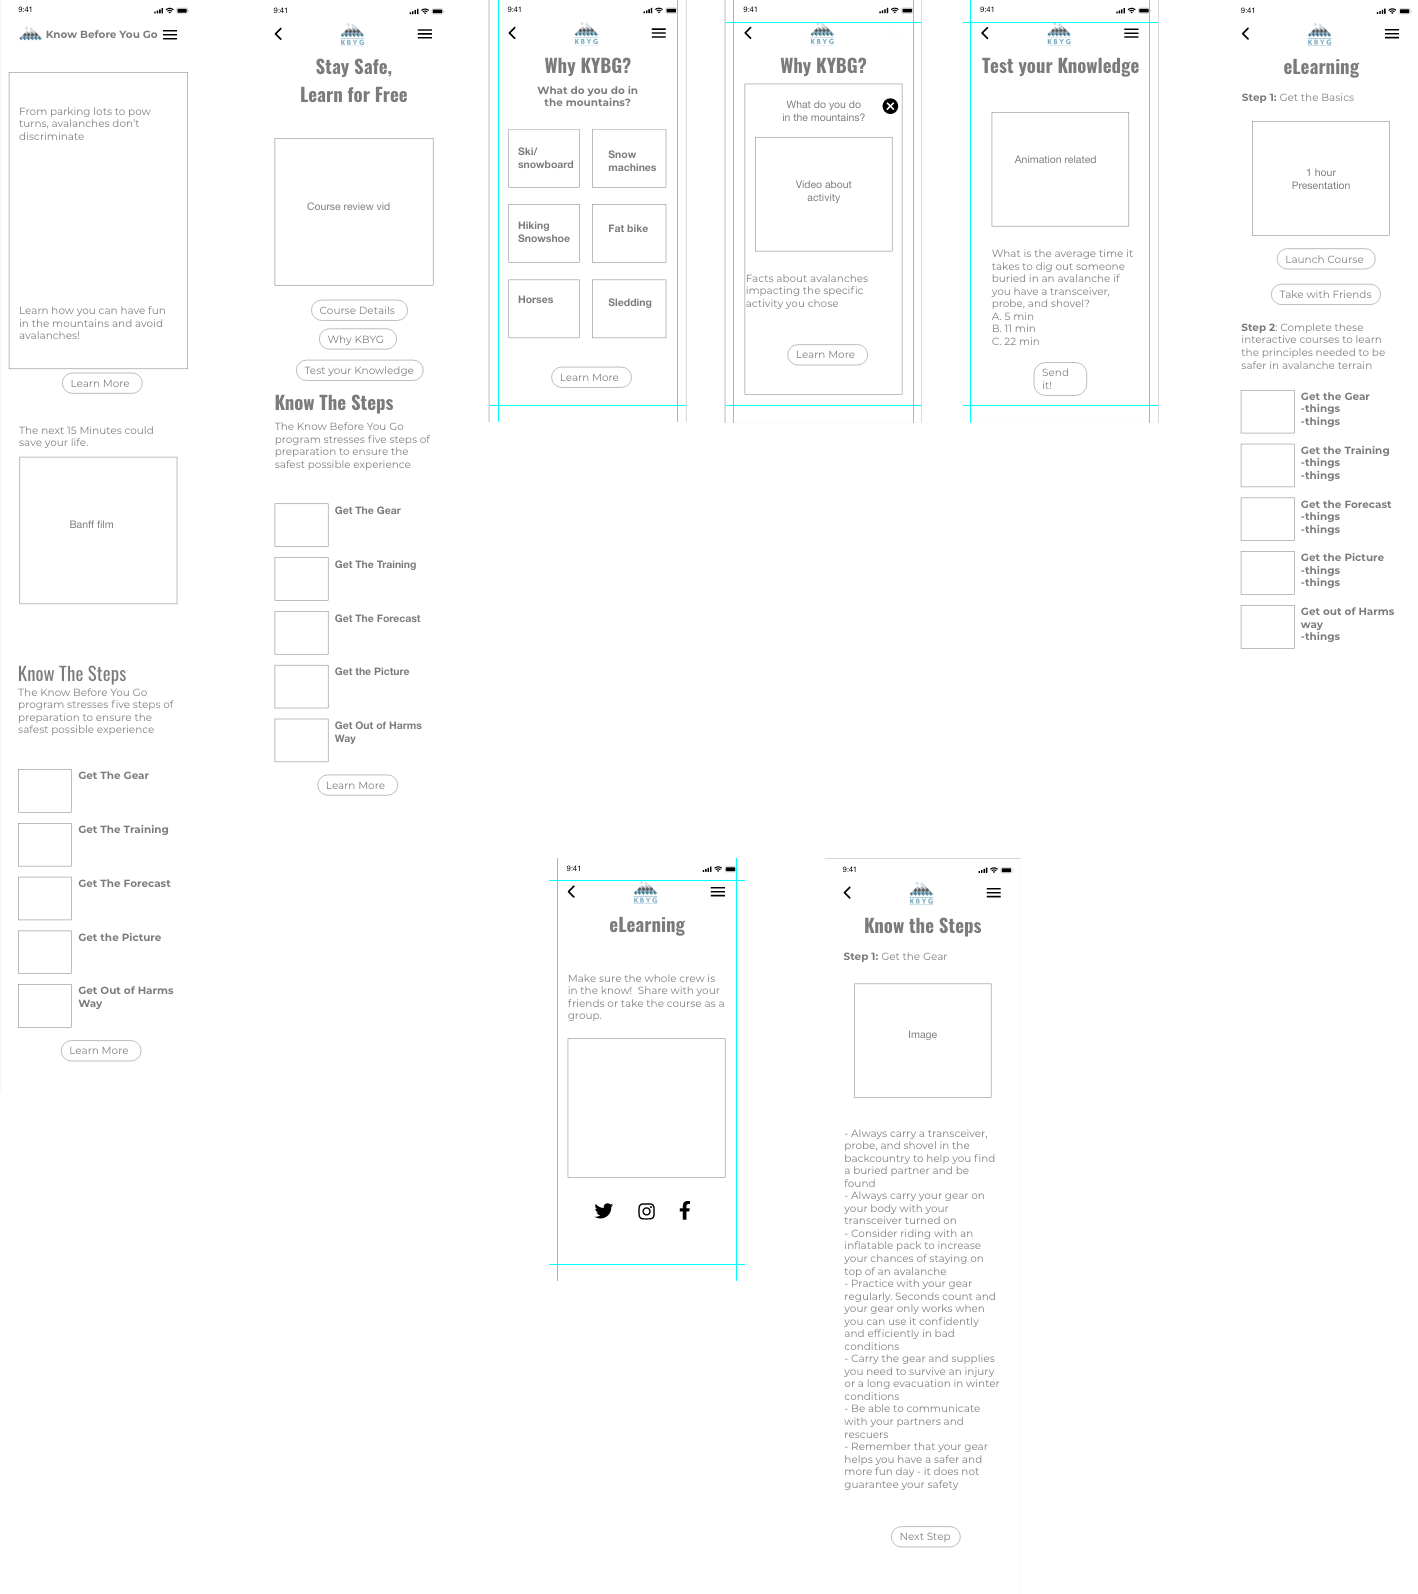 9:41
Know Before You Go
From parking lots to pow
turns, avalanches don't
discriminate
Learn how you can have fun
in the mountains and avoid
avalanches!
Learn More
The next 15 Minutes could
save your life.
Banff film
Know The Steps
The Know Before You Go
program stresses five steps of
preparation to ensure the
safest possible experience
Get The Gear
Get The Training
Get The Forecast
Get the Picture
Get Out of Harms
Way
Learn More
9:41
KBYG
Stay Safe,
Learn for Free
Course review vid
Course Details
Why KBYG
Test your Knowledge
Know The Steps
The Know Before You Go
program stresses five steps of
preparation to ensure the
safest possible experience
Get The Gear
Get The Training
Get The Forecast
Get the Picture
Get Out of Harms
Way
Learn More
9:41
KBYG
Why KYBG?
What do you do in
the mountains?
Ski/
snowboard
Snow
machines
Hiking
Snowshoe
Fat bike
Horses
Sledding
Learn More
9:41
KBYG
Why KYBG?
What do you do
in the mountains?
Video about
activity
Facts about avalanches
impacting the specific
activity you chose
Learn More
9:41
KBYG
Test your Knowledge
Animation related
What is the average time it
takes to dig out someone
buried in an avalanche if
you have a transceiver,
probe, and shovel?
A. 5 min
B. 11 min
C. 22 min
Send
it!
9:41
KBYG
eLearning
Step 1: Get the Basics
1 hour
Presentation
Launch Course
Take with Friends
Step 2: Complete these
interactive courses to learn
the principles needed to be
safer in avalanche terrain
Get the Gear
-things
-things
Get the Training
-things
-things
Get the Forecast
-things
-things
Get the Picture
-things
-things
Get out of Harms
way
-things
9:41
KBYG
eLearning
Make sure the whole crew is
in the know!  Share with your
friends or take the course as a
group.
9:41
KBYG
Know the Steps
Step 1: Get the Gear
Image
- Always carry a transceiver,
probe, and shovel in the
backcountry to help you find
a buried partner and be
found
- Always carry your gear on
your body with your
transceiver turned on
- Consider riding with an
inflatable pack to increase
your chances of staying on
top of an avalanche
- Practice with your gear
regularly. Seconds count and
your gear only works when
you can use it confidently
and efficiently in bad
conditions
- Carry the gear and supplies
you need to survive an injury
or a long evacuation in winter
conditions
- Be able to communicate
with your partners and
rescuers
- Remember that your gear
helps you have a safer and
more fun day - it does not
guarantee your safety
Next Step